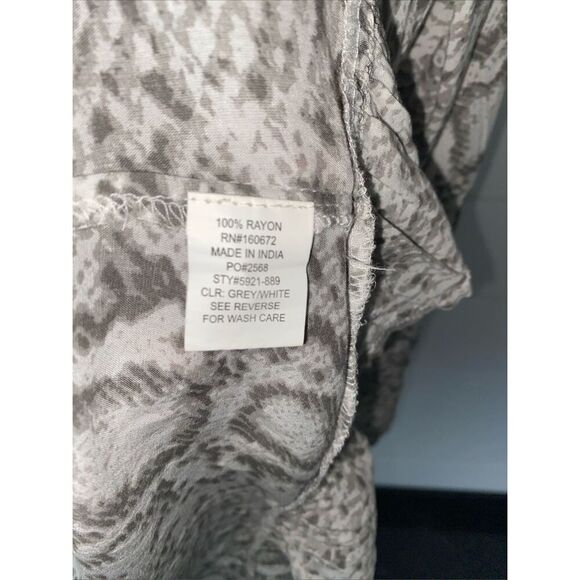 100% RAYON
RN#160672
MADE IN INDIA
PO#2568
STY#5921-889
CLR: GREY/WHITE
SEE REVERSE
FOR WASH CARE